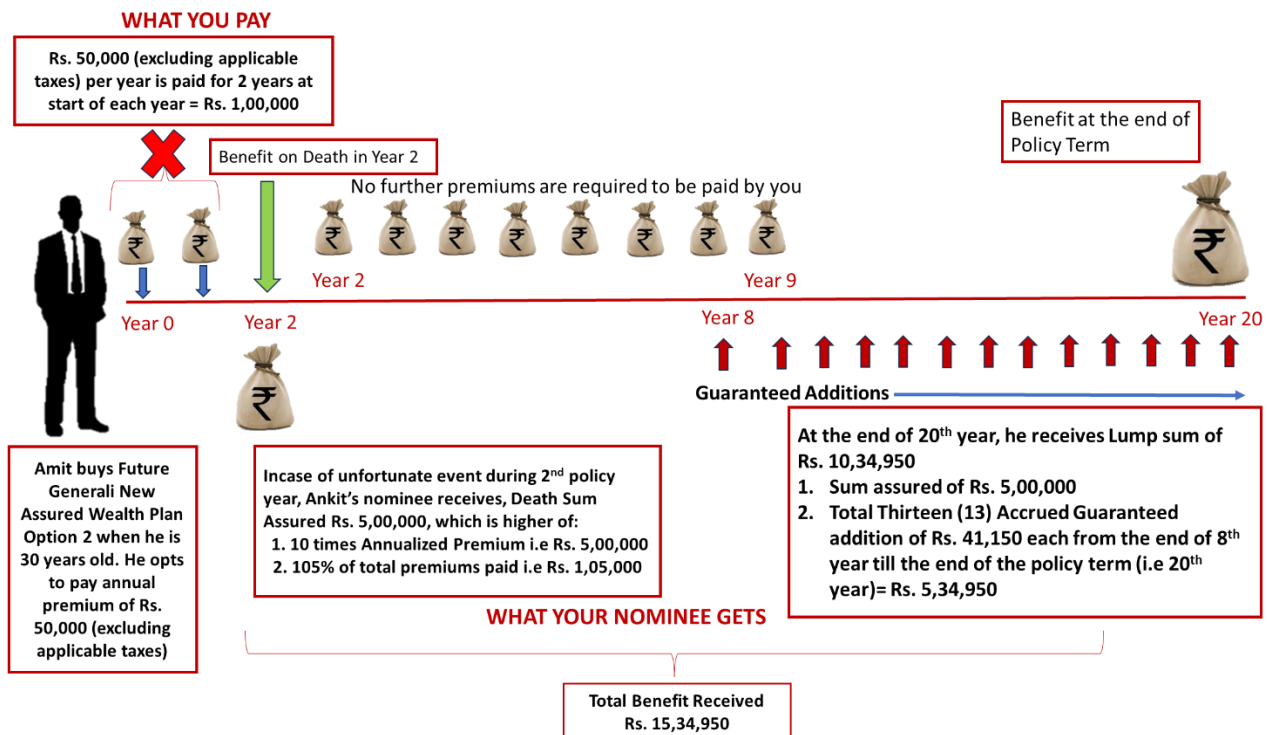 WHAT YOU PAY
Rs. 50,000 (excluding applicable
taxes) per year is paid for 2 years at
start of each year = Rs. 1,00,000
Benefit on Death in Year 2
No further premiums are required to be paid by you
Benefit at the end of
Policy Term
₹
₹
₹
₹
₹
₹
₹
₹
₹
₹
₹
Year 2
Year 9
Year 0
Year 2
Year 8
Year 20
₹
Guaranteed Additions
Amit buys Future
Generali New
Assured Wealth Plan
Option 2 when he is
30 years old. He opts
to pay annual
premium of Rs.
50,000 (excluding
applicable taxes)
Incase of unfortunate event during 2nd policy
year, Ankit’s nominee receives, Death Sum
Assured Rs. 5,00,000, which is higher of:
1. 10 times Annualized Premium i.e Rs. 5,00,000
2. 105% of total premiums paid i.e Rs. 1,05,000
At the end of 20th year, he receives Lump sum of
Rs. 10,34,950
1. Sum assured of Rs. 5,00,000
2. Total Thirteen (13) Accrued Guaranteed
addition of Rs. 41,150 each from the end of 8th
year till the end of the policy term (i.e 20th
year)= Rs. 5,34,950
WHAT YOUR NOMINEE GETS
Total Benefit Received
Rs. 15,34,950